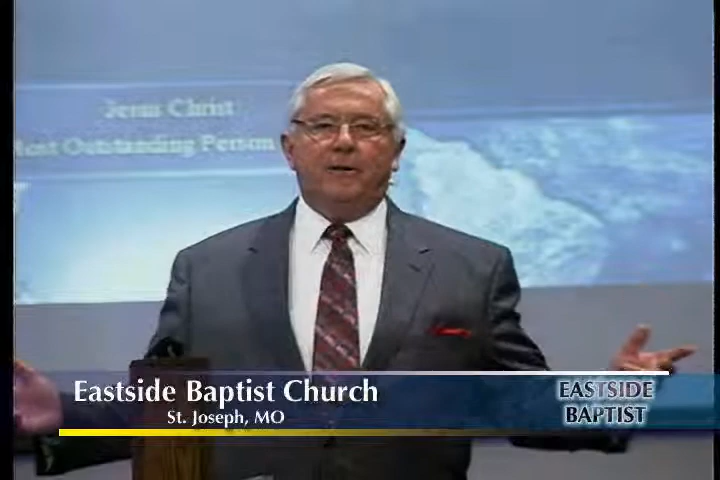 Jesus Christ
Most Outstanding Person
Eastside Baptist Church
St. Joseph, MO
EASTSIDE
BAPTIST